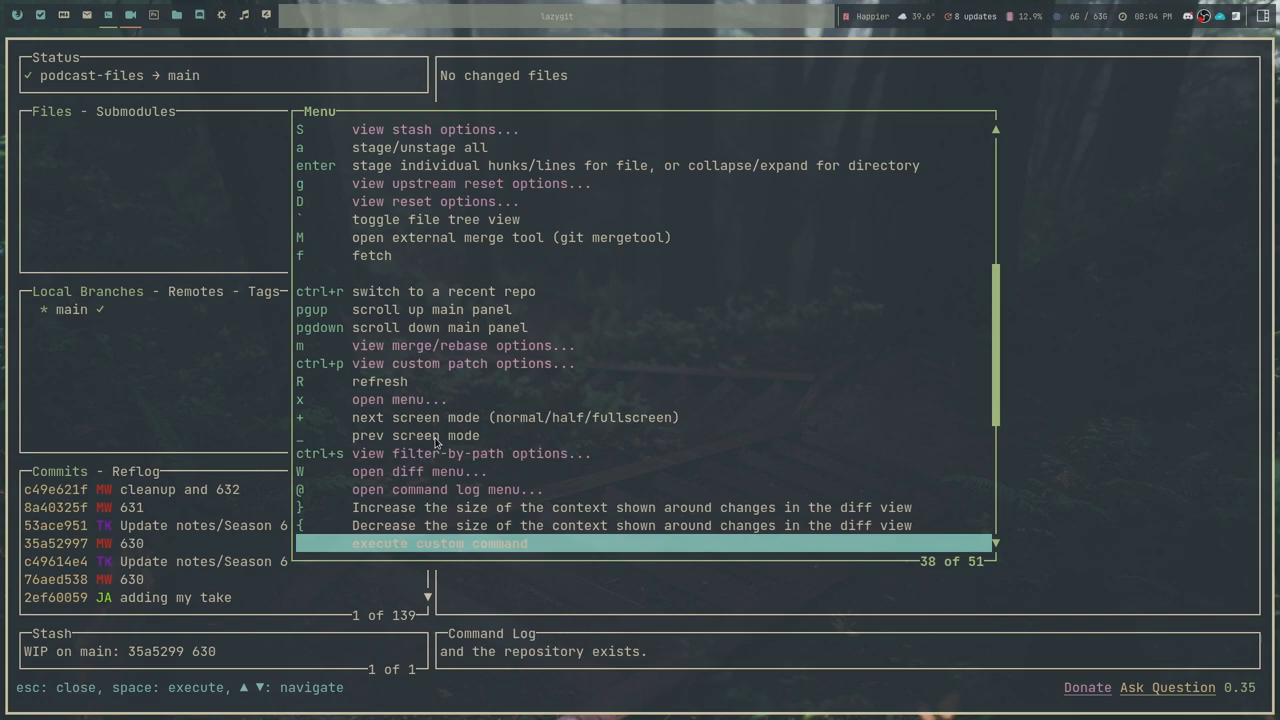 lazygit
Happier
39.6°
8 updates
12.9%
6G / 63G
08:04 PM
Status
✓ podcast-files → main
No changed files
Files - Submodules
Menu
S view stash options...
a stage/unstage all
enter stage individual hunks/lines for file, or collapse/expand for directory
g view upstream reset options...
D view reset options...
` toggle file tree view
M open external merge tool (git mergetool)
f fetch
ctrl+r switch to a recent repo
pgup scroll up main panel
pgdown scroll down main panel
m view merge/rebase options...
ctrl+p view custom patch options...
R refresh
x open menu...
+ next screen mode (normal/half/fullscreen)
_ prev screen mode
ctrl+s view filter-by-path options...
W open diff menu...
@ open command log menu...
} Increase the size of the context shown around changes in the diff view
{ Decrease the size of the context shown around changes in the diff view
execute custom command
38 of 51
Local Branches - Remotes - Tags
* main ✓
Commits - Reflog
c49e621f MW cleanup and 632
8a40325f MW 631
53ace951 TK Update notes/Season 6
35a52997 MW 630
c49614e4 TK Update notes/Season 6
76aed538 MW 630
2ef60059 JA adding my take
1 of 139
Stash
WIP on main: 35a5299 630
1 of 1
Command Log
and the repository exists.
esc: close, space: execute, ▲ ▼: navigate
Donate Ask Question 0.35